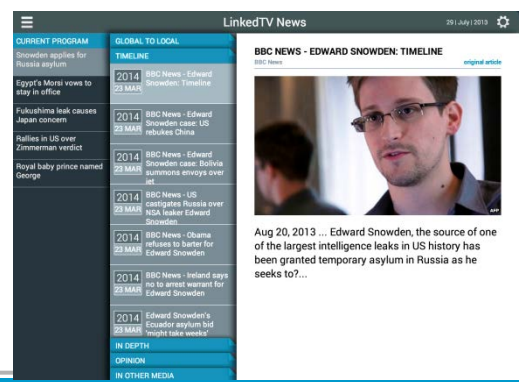 LinkedTV News
29 | July | 2013
CURRENT PROGRAM
Snowden applies for
Russia asylum
Egypt's Morsi vows to
stay in office
Fukushima leak causes
Japan concern
Rallies in US over
Zimmerman verdict
Royal baby prince named
George
GLOBAL TO LOCAL
TIMELINE
2014
23 MAR
BBC News - Edward
Snowden: Timeline
2014
23 MAR
BBC News - Edward
Snowden case: US
rebukes China
2014
23 MAR
BBC News - Edward
Snowden case: Bolivia
summons envoys over
jet
2014
23 MAR
BBC News - US
castigates Russia over
NSA leaker Edward
Snowden
2014
23 MAR
BBC News - Obama
refuses to barter for
Edward Snowden
2014
23 MAR
BBC News - Ireland says
no to arrest warrant for
Edward Snowden
2014
23 MAR
Edward Snowden's
Ecuador asylum bid
'might take weeks'
IN DEPTH
OPINION
IN OTHER MEDIA
BBC NEWS - EDWARD SNOWDEN: TIMELINE
BBC News
original article
AFP
Aug 20, 2013 ... Edward Snowden, the source of one
of the largest intelligence leaks in US history has
been granted temporary asylum in Russia as he
seeks to?...